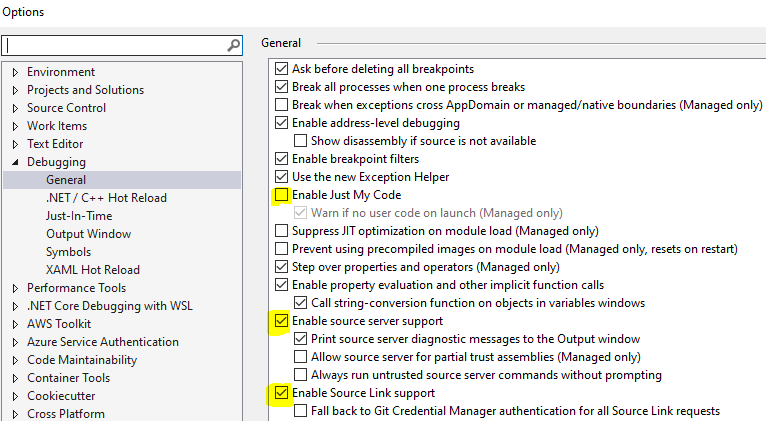 Options
General
Environment
Projects and Solutions
Source Control
Work Items
Text Editor
Debugging
General
.NET / C++ Hot Reload
Just-In-Time
Output Window
Symbols
XAML Hot Reload
Performance Tools
.NET Core Debugging with WSL
AWS Toolkit
Azure Service Authentication
Code Maintainability
Container Tools
Cookiecutter
Cross Platform
Ask before deleting all breakpoints
Break all processes when one process breaks
Break when exceptions cross AppDomain or managed/native boundaries (Managed only)
Enable address-level debugging
Show disassembly if source is not available
Enable breakpoint filters
Use the new Exception Helper
Enable Just My Code
Warn if no user code on launch (Managed only)
Suppress JIT optimization on module load (Managed only)
Prevent using precompiled images on module load (Managed only, resets on restart)
Step over properties and operators (Managed only)
Enable property evaluation and other implicit function calls
Call string-conversion function on objects in variables windows
Enable source server support
Print source server diagnostic messages to the Output window
Allow source server for partial trust assemblies (Managed only)
Always run untrusted source server commands without prompting
Enable Source Link support
Fall back to Git Credential Manager authentication for all Source Link requests